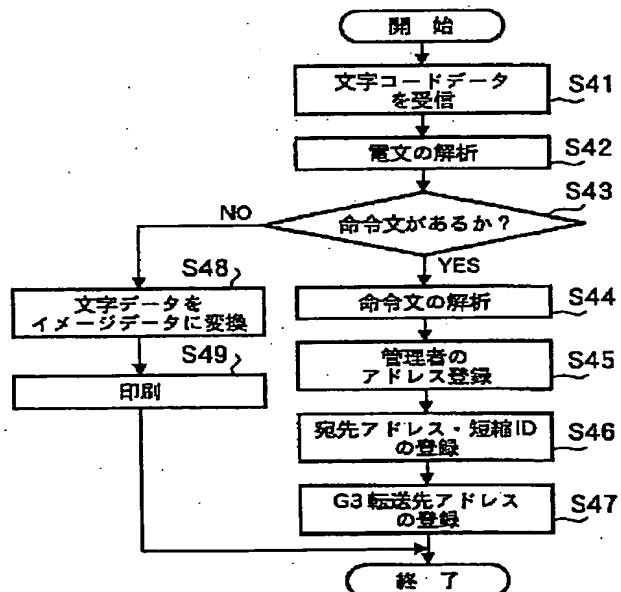 開始
文字コードデータ
を受信
S41
電文の解析
S42
命令文があるか？
S43
NO
YES
文字データを
イメージデータに変換
S48
印刷
S49
命令文の解析
S44
管理者の
アドレス登録
S45
宛先アドレス・短縮ID
の登録
S46
G3転送先アドレス
の登録
S47
終了